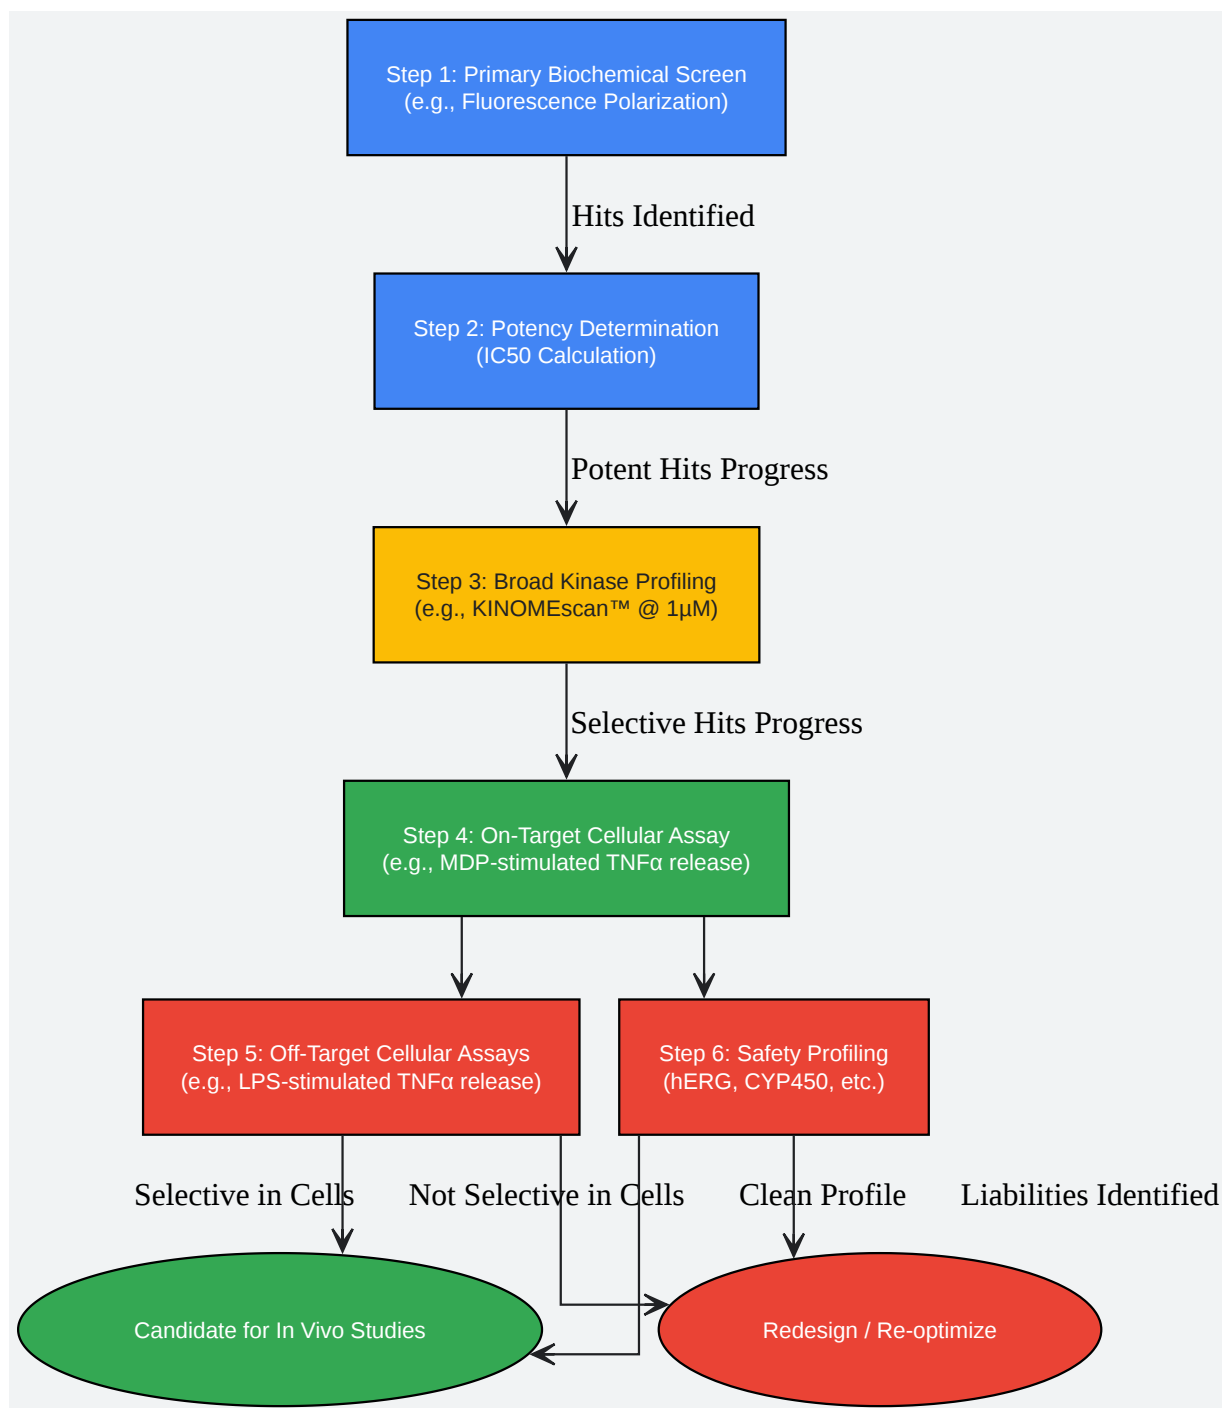 Step 1: Primary Biochemical Screen
(e.g., Fluorescence Polarization)
Hits Identified
Step 2: Potency Determination
(IC50 Calculation)
Potent Hits Progress
Step 3: Broad Kinase Profiling
(e.g., KINOMEscan™ @ 1µM)
Selective Hits Progress
Step 4: On-Target Cellular Assay
(e.g., MDP-stimulated TNFα release)
Step 5: Off-Target Cellular Assays
(e.g., LPS-stimulated TNFα release)
Step 6: Safety Profiling
(hERG, CYP450, etc.)
Selective in Cells
Not Selective in Cells
Clean Profile
Liabilities Identified
Candidate for In Vivo Studies
Redesign / Re-optimize